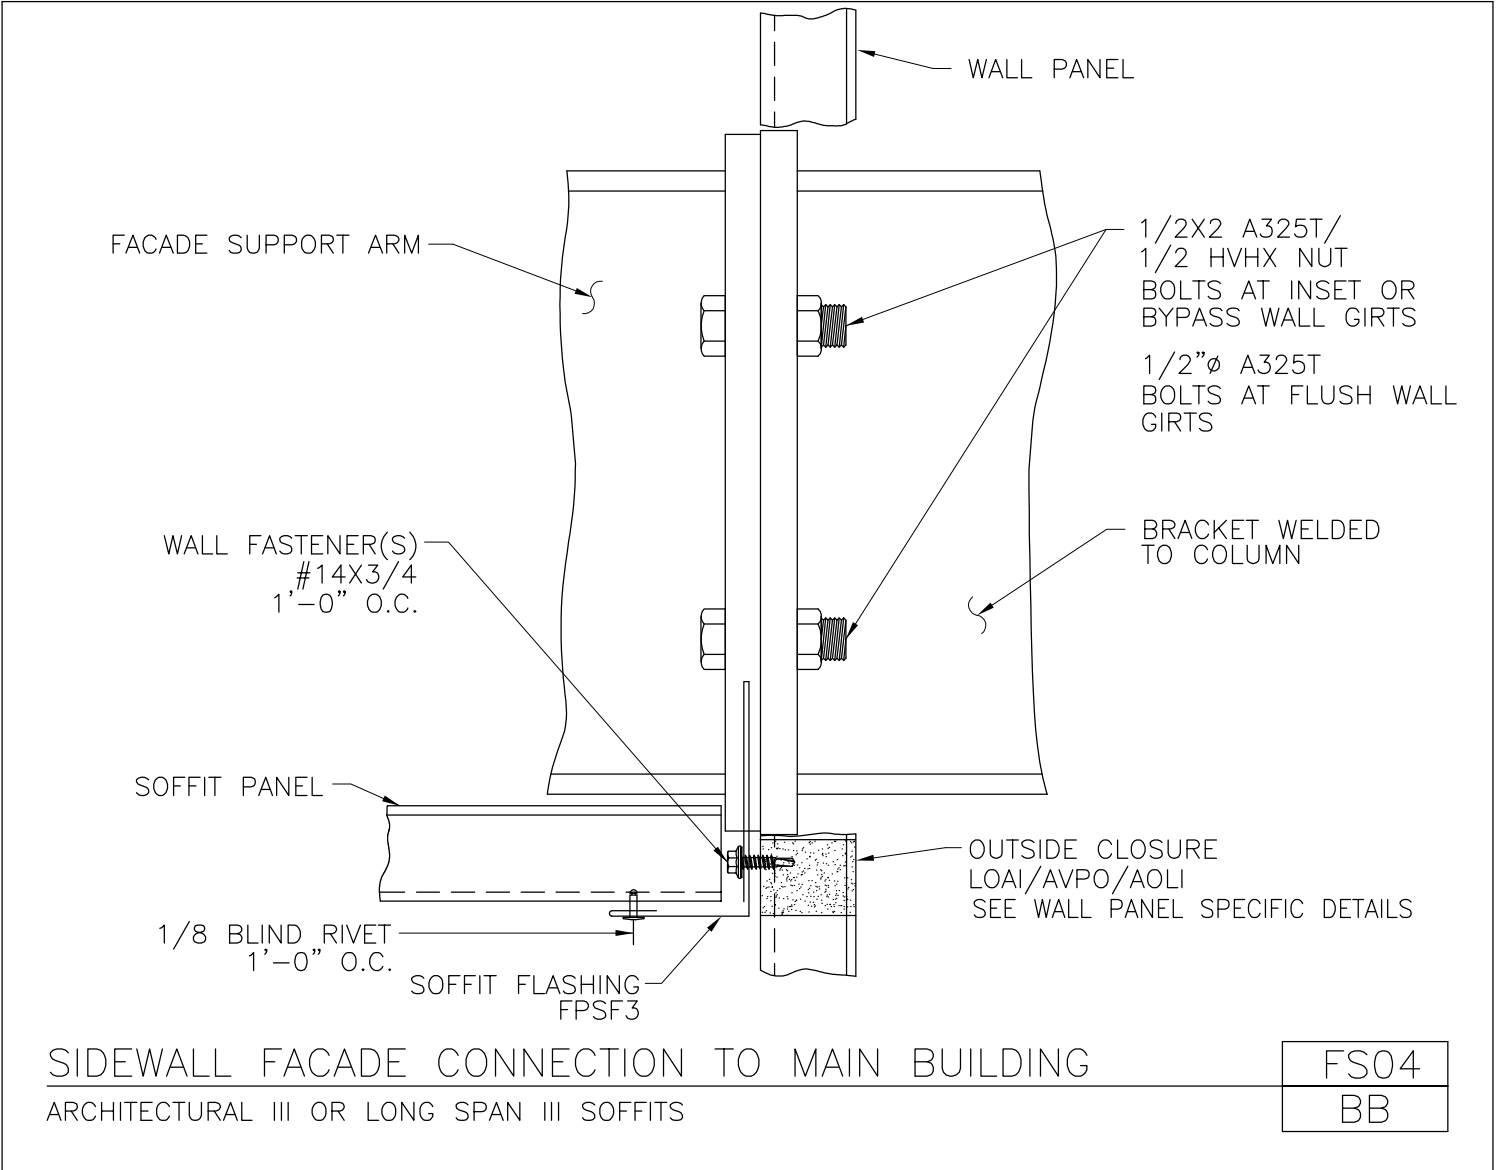 WALL PANEL
FACADE SUPPORT ARM
1/2X2 A325T/
1/2 HVHX NUT
BOLTS AT INSET OR
BYPASS WALL GIRTS
1/2"ø A325T
BOLTS AT FLUSH WALL
GIRTS
WALL FASTENER(S)
#14X3/4
1'-0" O.C.
BRACKET WELDED
TO COLUMN
SOFFIT PANEL
OUTSIDE CLOSURE
LOAI/AVPO/AOLI
SEE WALL PANEL SPECIFIC DETAILS
1/8 BLIND RIVET
1'-0" O.C.
SOFFIT FLASHING
FPSF3
SIDEWALL FACADE CONNECTION TO MAIN BUILDING
ARCHITECTURAL III OR LONG SPAN III SOFFITS
FS04
BB